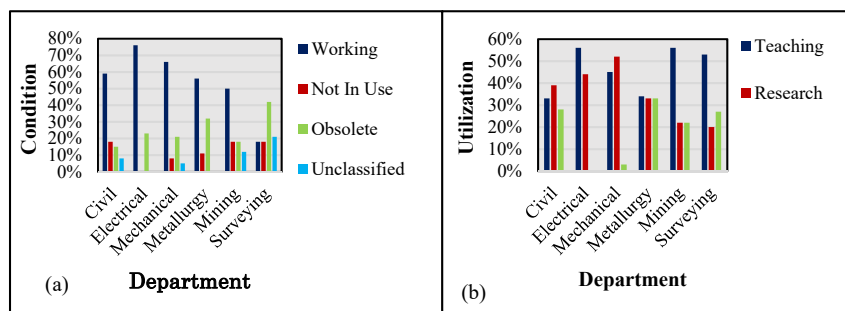 80%
70%
60%
50%
40%
30%
20%
10%
0%
Condition
Civil
Electrical
Mechanical
Metallurgy
Mining
Surveying
Working
Not In Use
Obsolete
Unclassified
(a)
Department
60%
50%
40%
30%
20%
10%
0%
Utilization
Civil
Electrical
Mechanical
Metallurgy
Mining
Surveying
Teaching
Research
(b)
Department